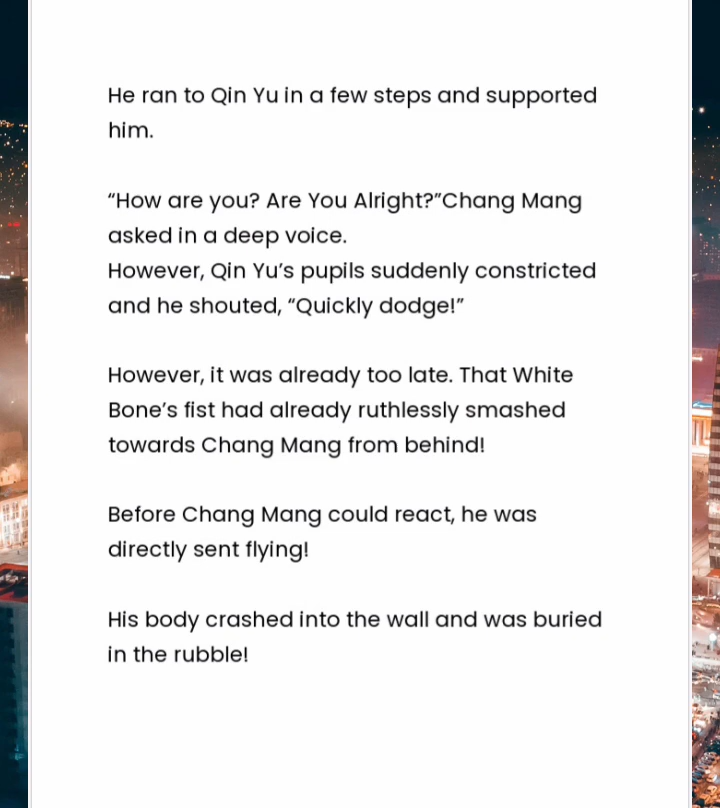 He ran to Qin Yu in a few steps and supported
him.
“How are you? Are You Alright?”Chang Mang
asked in a deep voice.
However, Qin Yu’s pupils suddenly constricted
and he shouted, “Quickly dodge!”
However, it was already too late. That White
Bone’s fist had already ruthlessly smashed
towards Chang Mang from behind!
Before Chang Mang could react, he was
directly sent flying!
His body crashed into the wall and was buried
in the rubble!